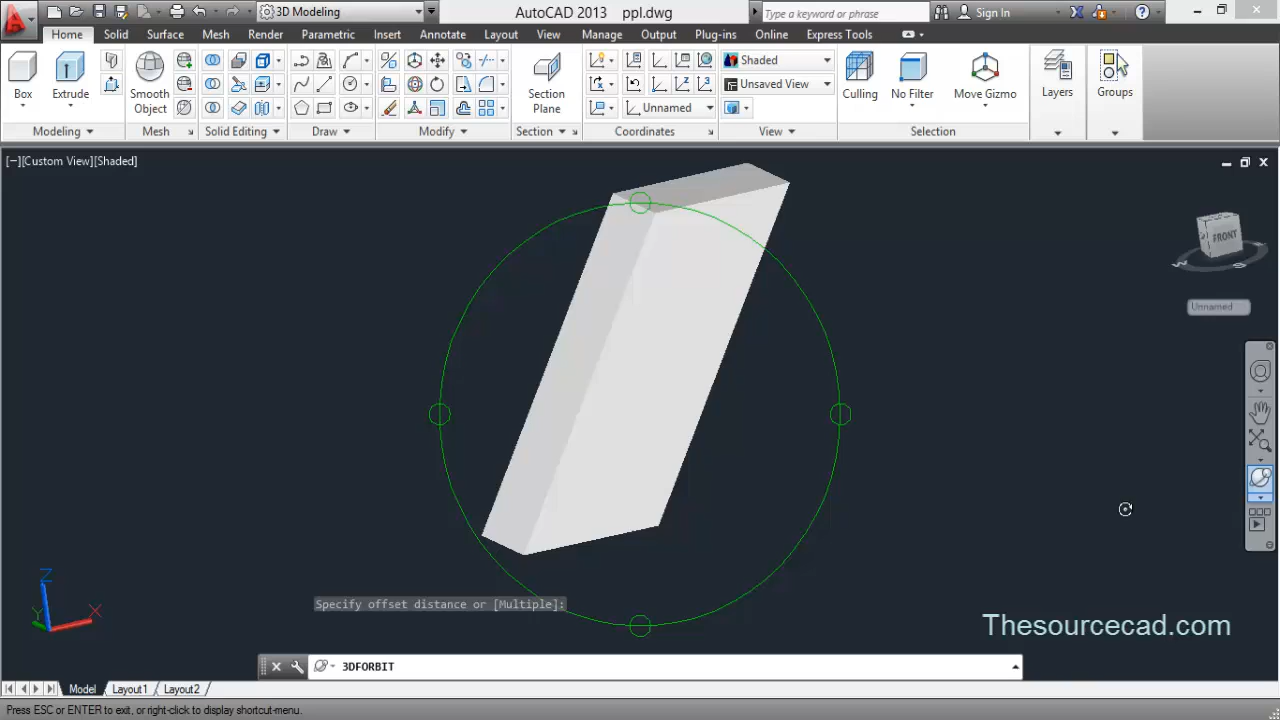 3D Modeling
AutoCAD 2013 ppl.dwg
Type a keyword or phrase
Sign In
Home Solid Surface Mesh Render Parametric Insert Annotate Layout View Manage Output Plug-ins Online Express Tools
Box
Extrude
Smooth Object
Section Plane
Shaded
Unsaved View
Unnamed
Culling
No Filter
Move Gizmo
Layers
Groups
Modeling
Mesh
Solid Editing
Draw
Modify
Section
Coordinates
View
Selection
[−][Custom View][Shaded]
FRONT
W
S
Unnamed
Z
Y
X
Specify offset distance or [Multiple]:
Thesourcecad.com
3DFORBIT
Model Layout1 Layout2
Press ESC or ENTER to exit, or right-click to display shortcut-menu.